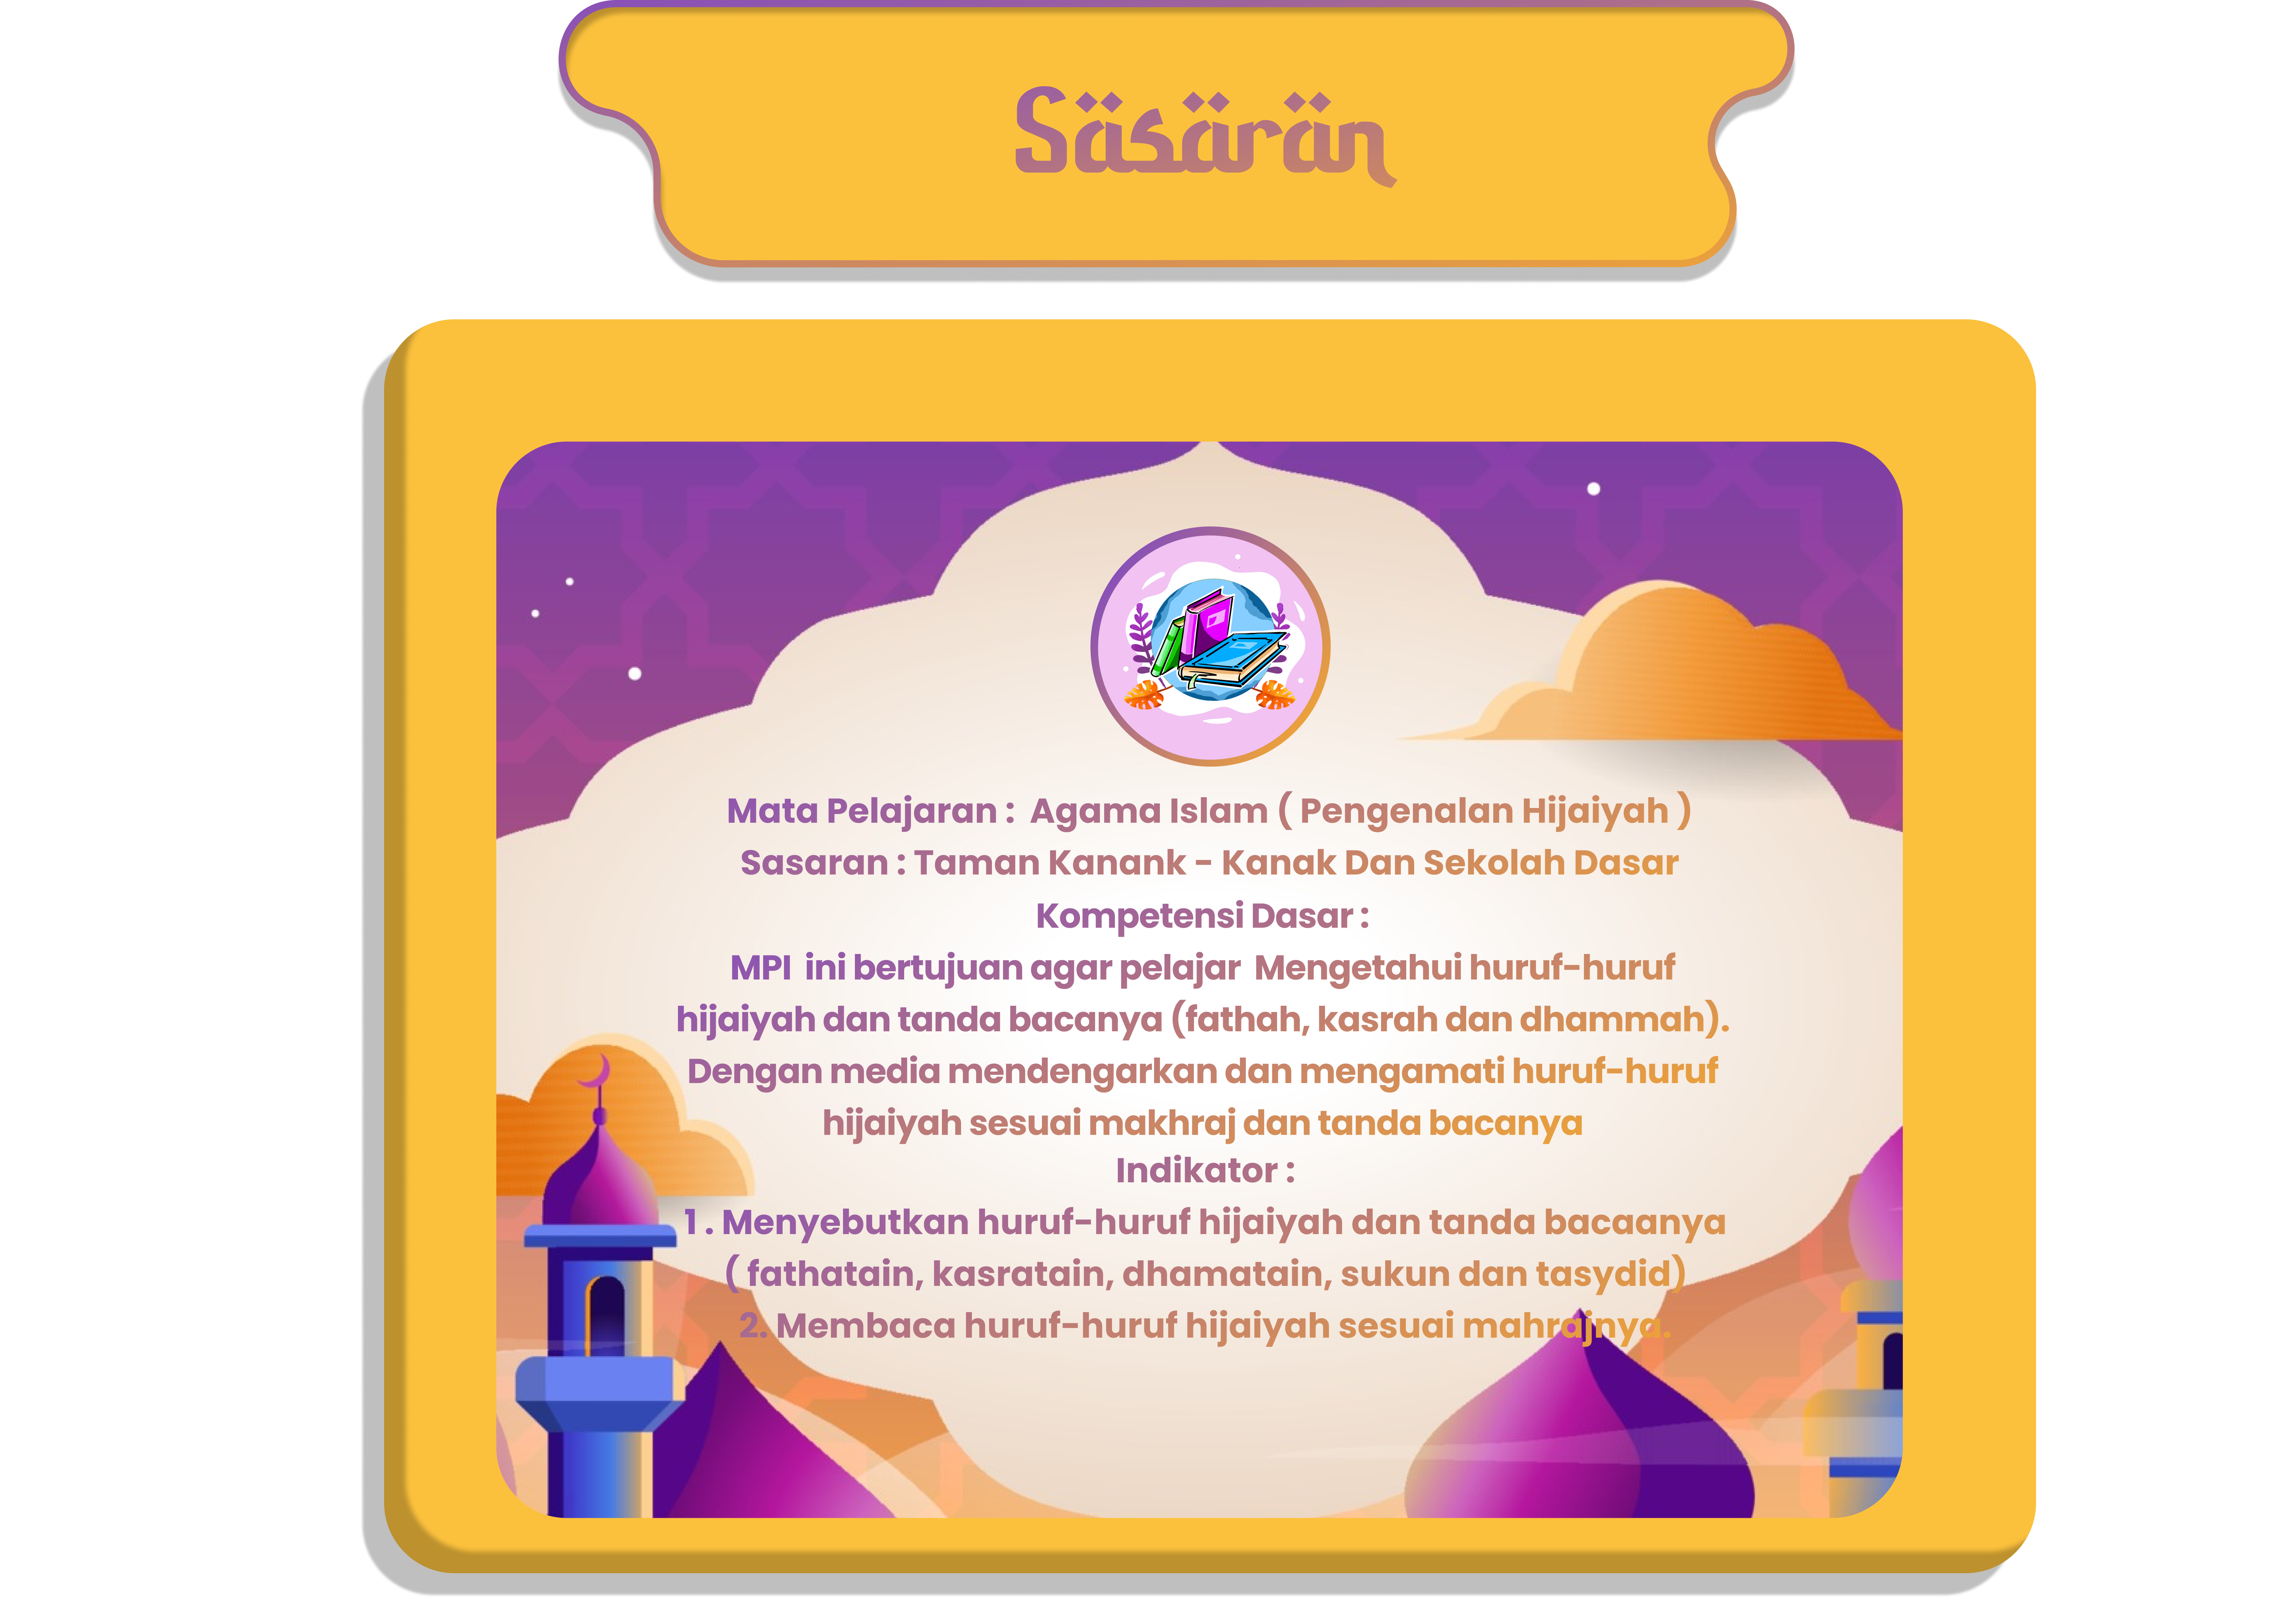 Säsärän
Mata Pelajaran : Agama Islam ( Pengenalan Hijaiyah )
Sasaran : Taman Kanank - Kanak Dan Sekolah Dasar
Kompetensi Dasar :
MPI ini bertujuan agar pelajar Mengetahui huruf-huruf
hijaiyah dan tanda bacanya (fathah, kasrah dan dhammah).
Dengan media mendengarkan dan mengamati huruf-huruf
hijaiyah sesuai makhraj dan tanda bacanya
Indikator :
1 . Menyebutkan huruf-huruf hijaiyah dan tanda bacaanya
( fathatain, kasratain, dhamatain, sukun dan tasydid)
2. Membaca huruf-huruf hijaiyah sesuai mahrajnya.